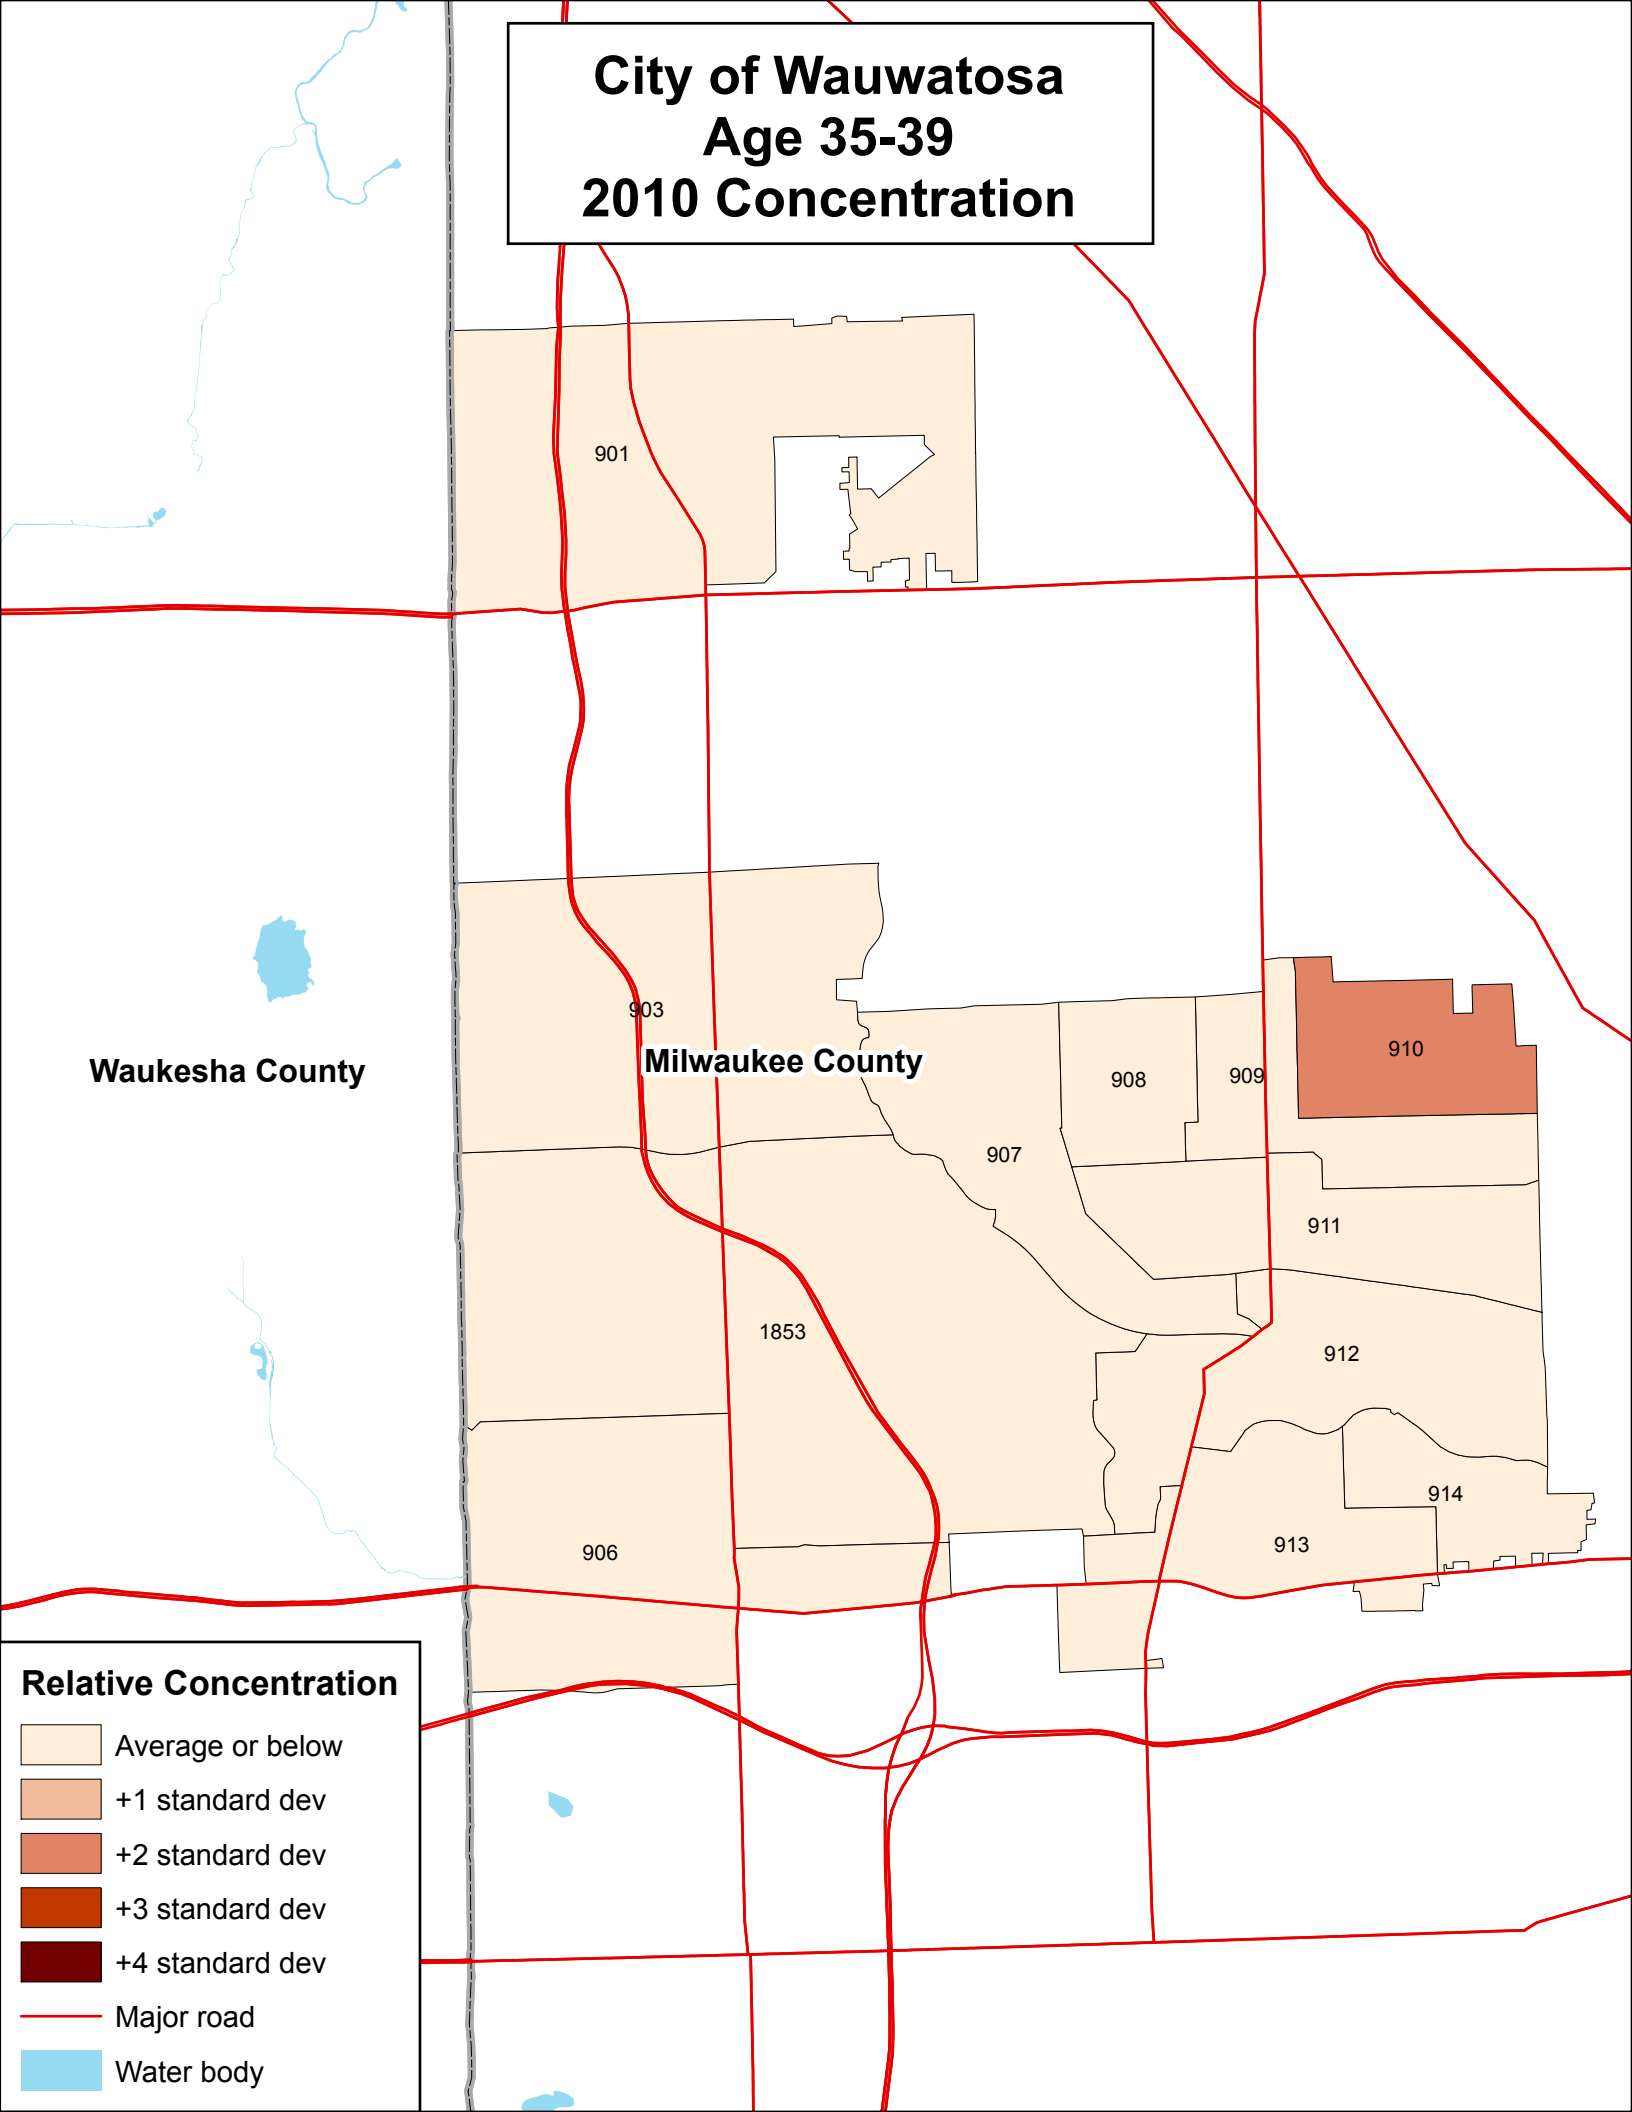 City of Wauwatosa
Age 35-39
2010 Concentration
901
903
Milwaukee County
Waukesha County
910
908
909
907
911
1853
912
914
913
906
Relative Concentration
Average or below
+1 standard dev
+2 standard dev
+3 standard dev
+4 standard dev
Major road
Water body